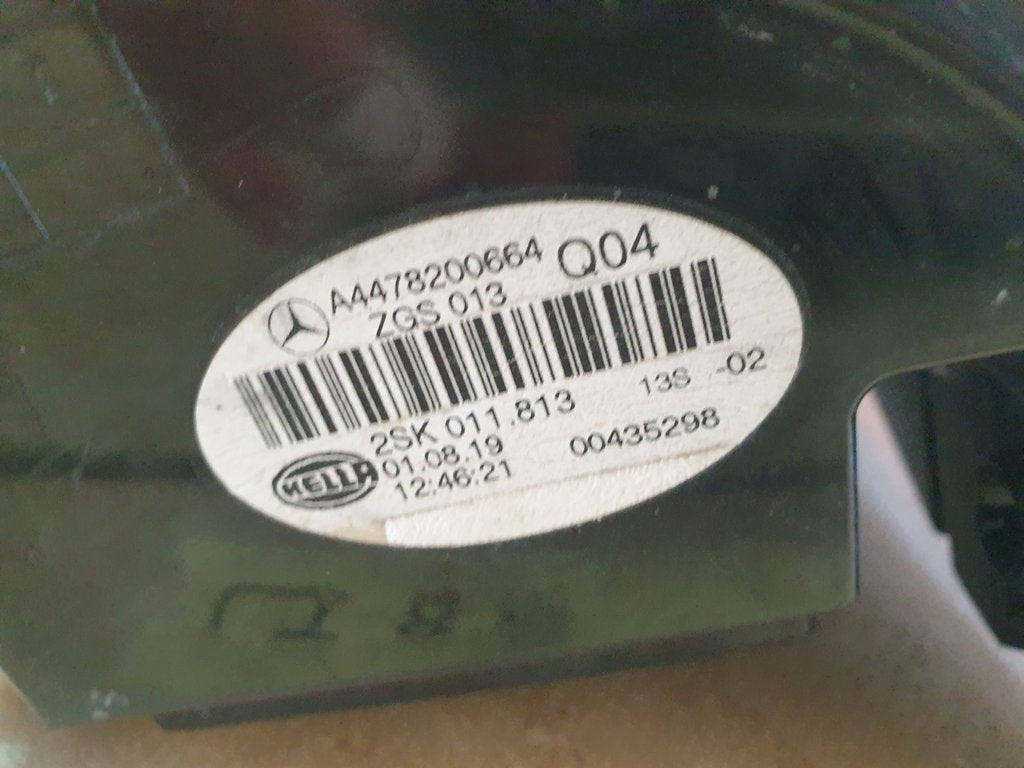 A4478200664 Q04
ZGS 013
2SK 011.813 13S -02
HELLA 01.08.19 00435298
12:46:21